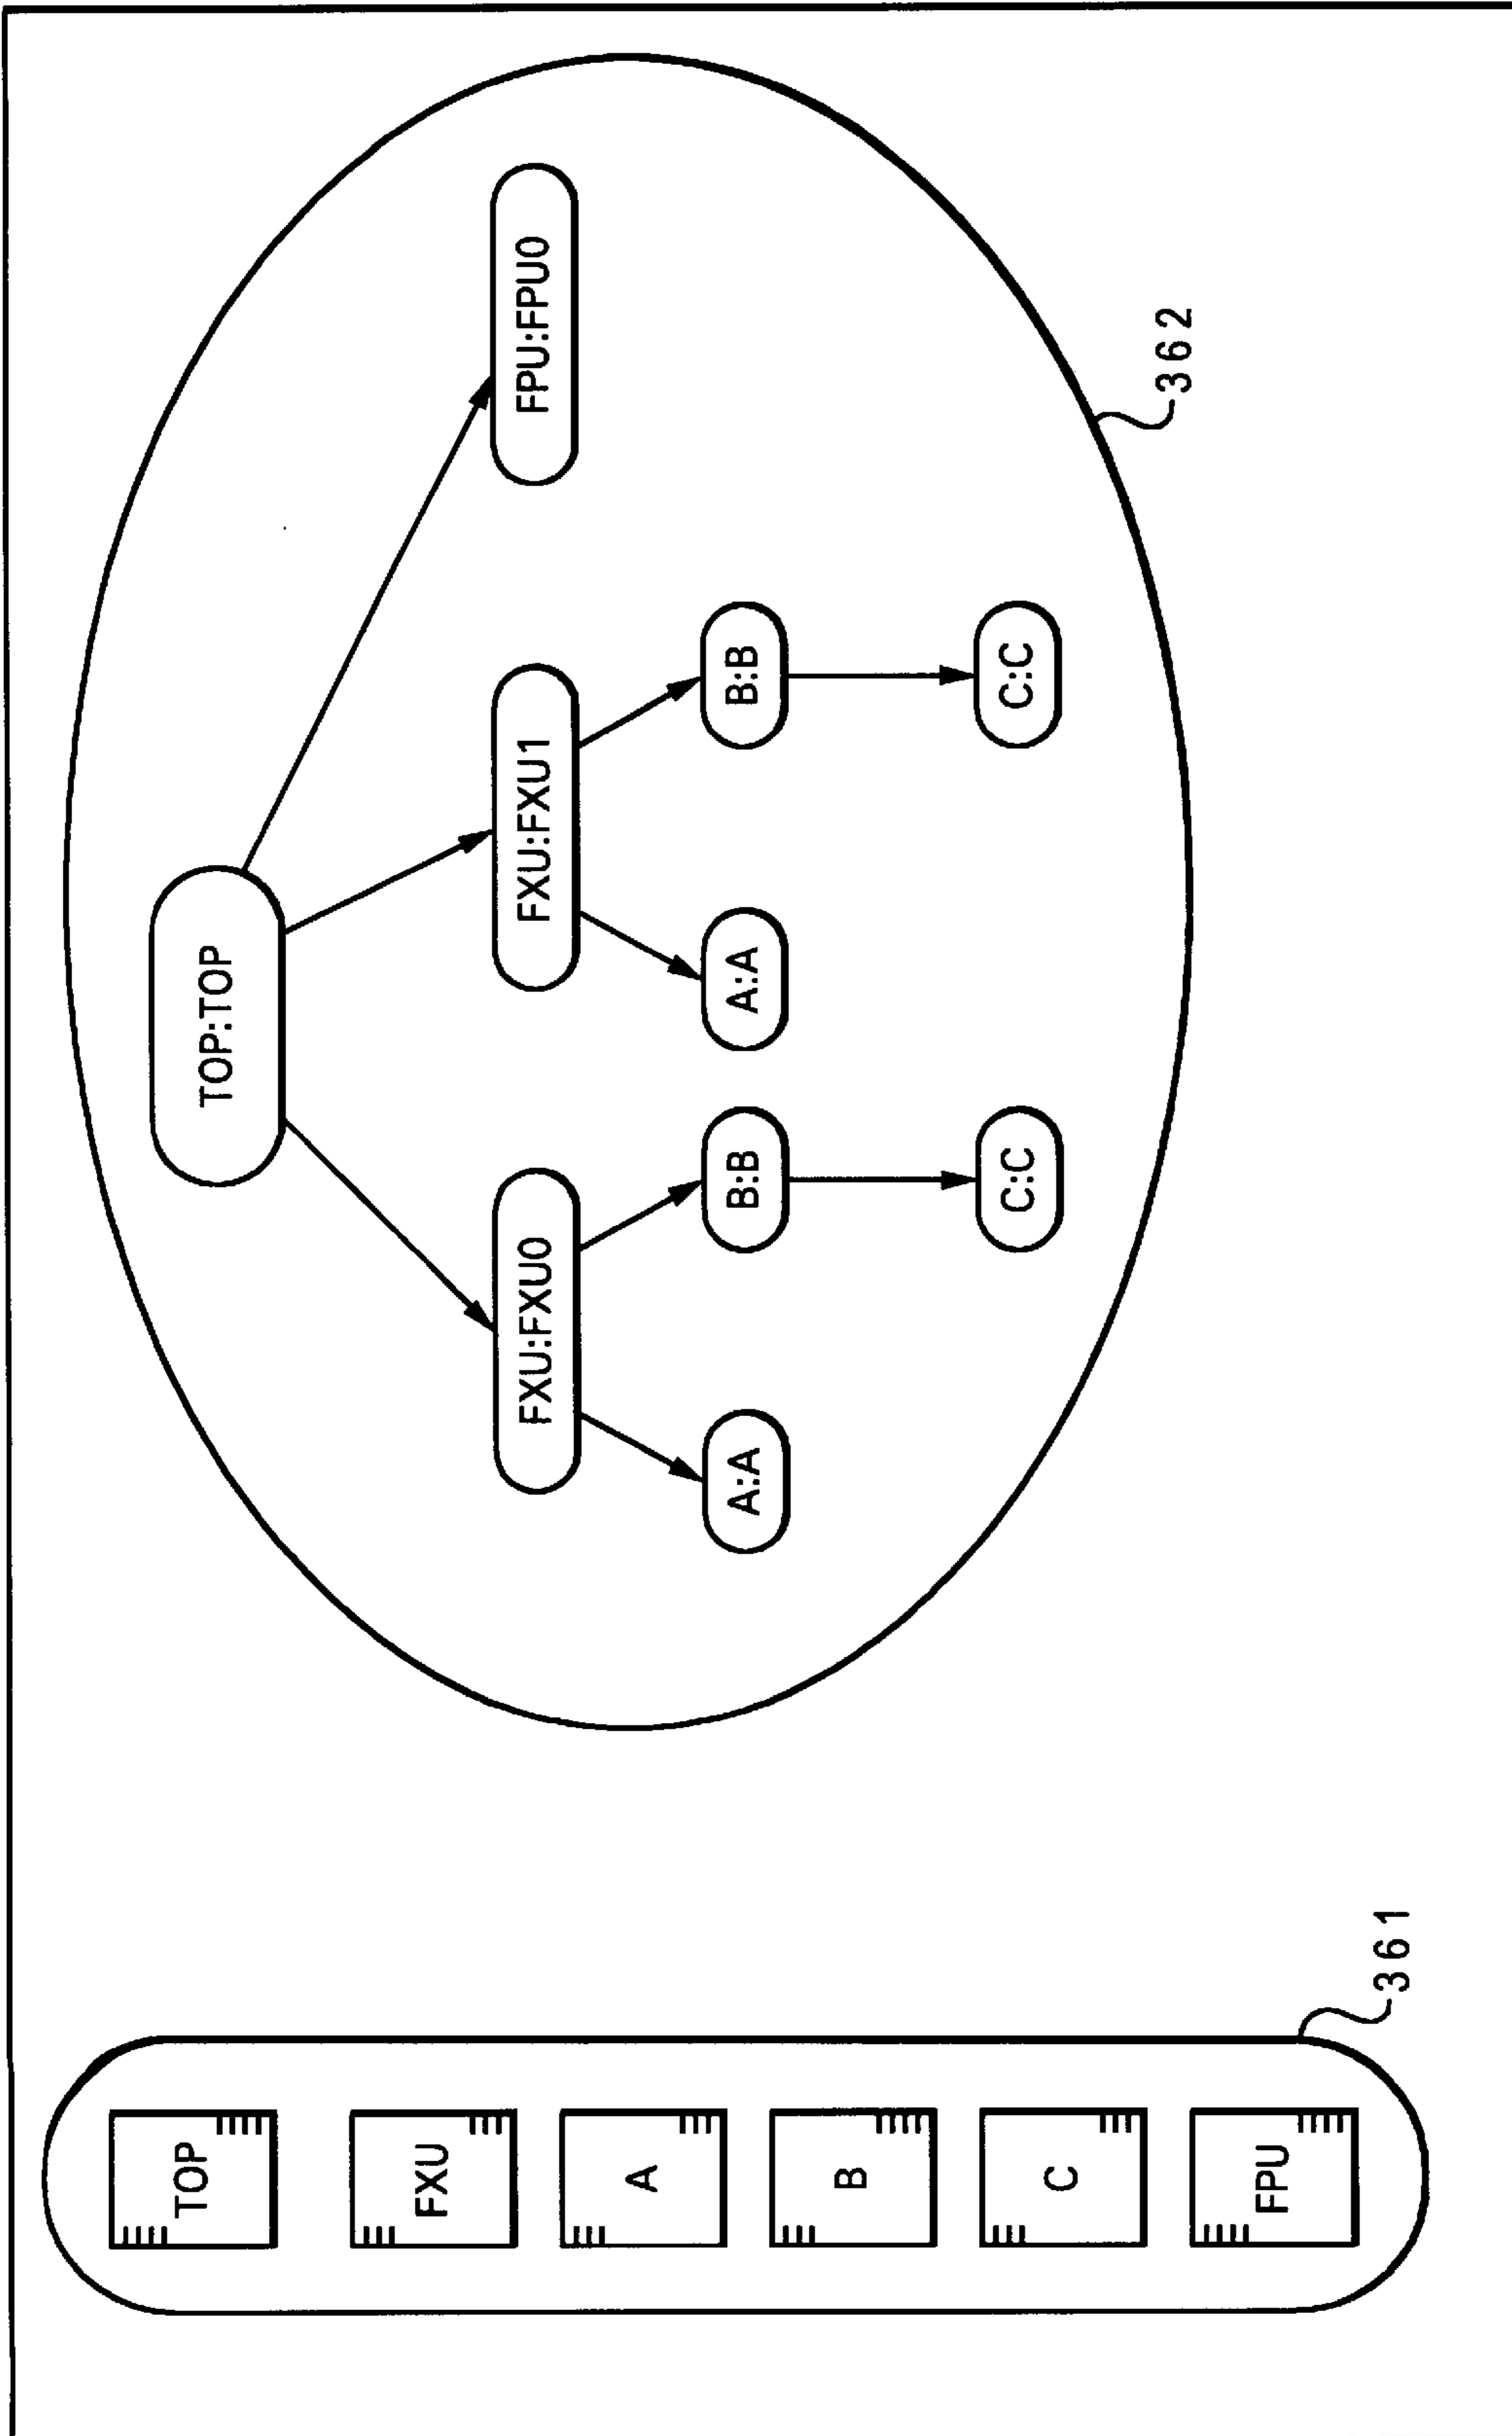 TOP
FXU
A
B
C
FPU
361
TOP:TOP
FXU:FXU0
FXU:FXU1
FPU:FPU0
A:A
B:B
A:A
B:B
C:C
C:C
362